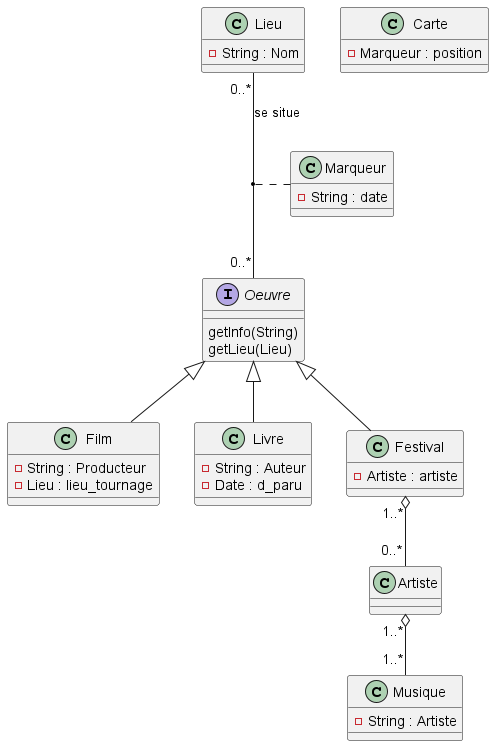 C Lieu
String : Nom
C Carte
Marqueur : position
0..*
se situe
C Marqueur
String : date
0..*
I Oeuvre
getInfo(String)
getLieu(Lieu)
C Film
String : Producteur
Lieu : lieu_tournage
C Livre
String : Auteur
Date : d_paru
C Festival
Artiste : artiste
1..*
0..*
C Artiste
1..*
1..*
C Musique
String : Artiste